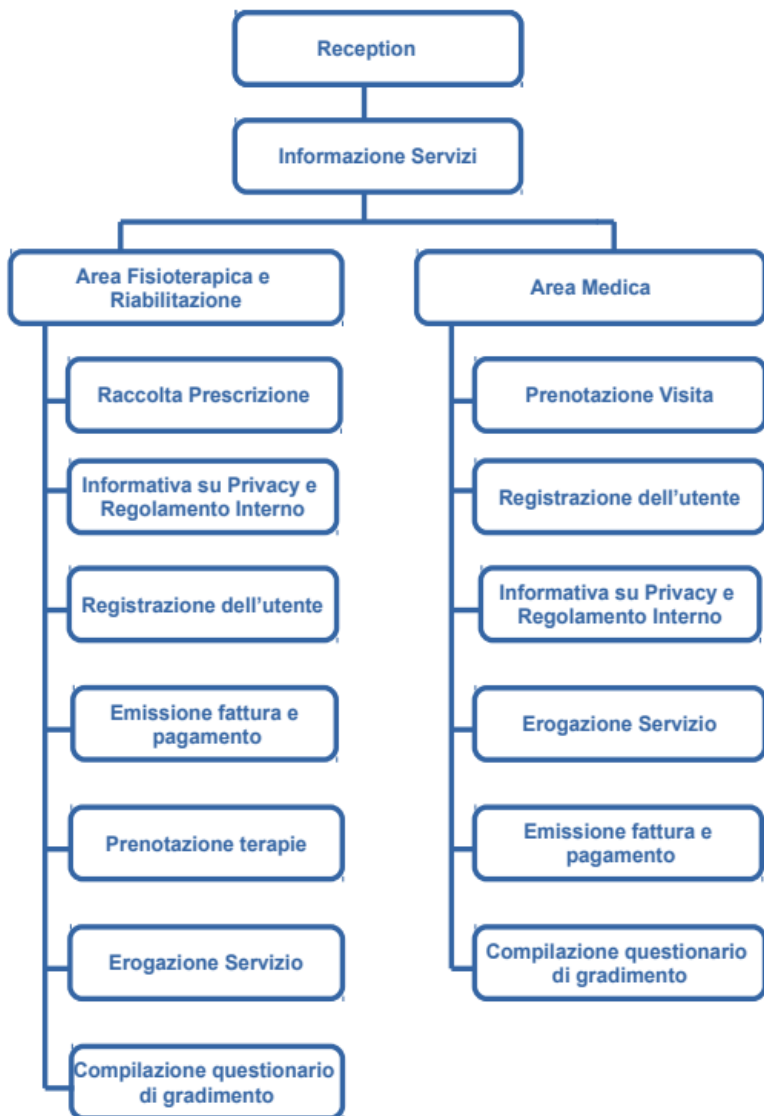 Reception
Informazione Servizi
Area Fisioterapica e
Riabilitazione
Raccolta Prescrizione
Informativa su Privacy e
Regolamento Interno
Registrazione dell'utente
Emissione fattura e
pagamento
Prenotazione terapie
Erogazione Servizio
Compilazione questionario
di gradimento
Area Medica
Prenotazione Visita
Registrazione dell'utente
Informativa su Privacy e
Regolamento Interno
Erogazione Servizio
Emissione fattura e
pagamento
Compilazione questionario
di gradimento